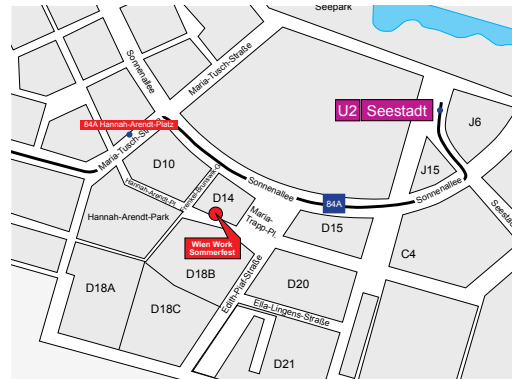 Seepark
Sonnenallee
Maria-Tusch-Straße
U2 Seestadt
J6
84A Hannah-Arendt-Platz
Maria-Tusch-Straße
D10
J15
Hannah-Arendt-Pl.
D14
Sonnenallee
84A
Sonnenallee
Seestadt
Hannah-Arendt-Park
Maria-
Trapp-Pl.
D15
Wien Work
Sommerfest
C4
D18A
D18B
D20
Edith-Piaf-Straße
D18C
Ella-Lingens-Straße
D21